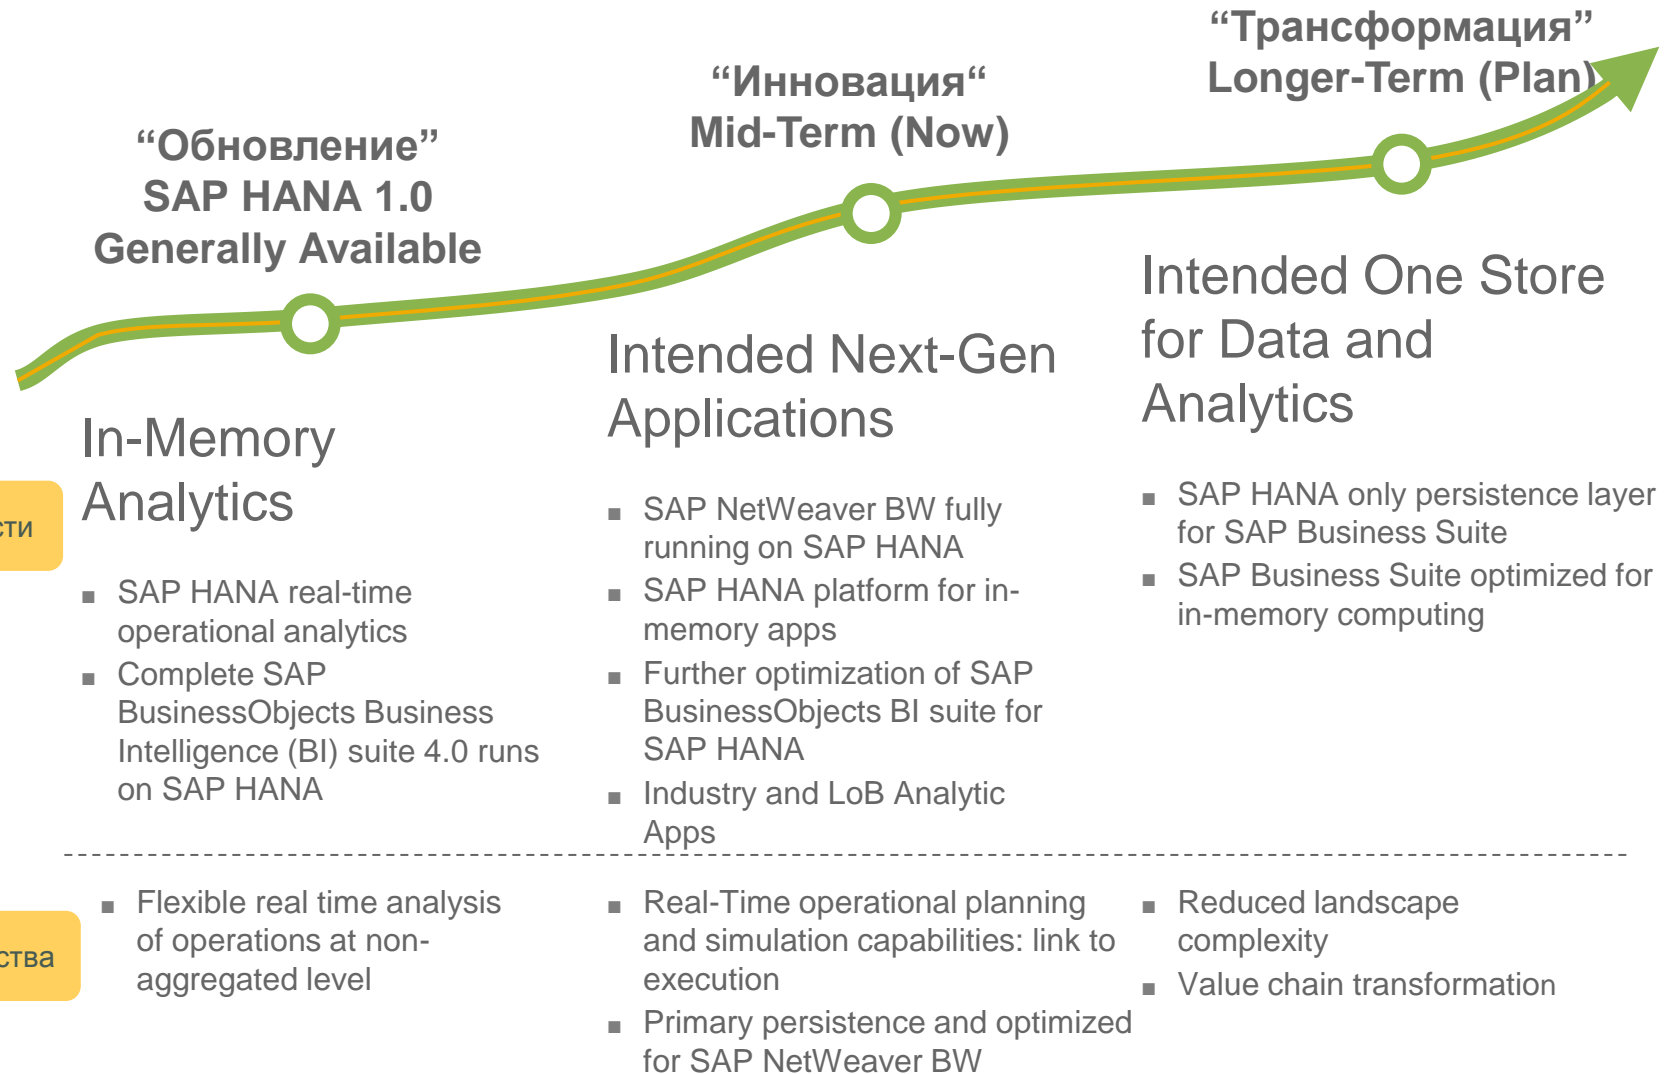 “Обновление”
SAP HANA 1.0
Generally Available
“Инновация“
Mid-Term (Now)
“Трансформация”
Longer-Term (Plan)
In-Memory
Analytics
■ SAP HANA real-time
operational analytics
■ Complete SAP
BusinessObjects Business
Intelligence (BI) suite 4.0 runs
on SAP HANA
Intended Next-Gen
Applications
■ SAP NetWeaver BW fully
running on SAP HANA
■ SAP HANA platform for in-
memory apps
■ Further optimization of SAP
BusinessObjects BI suite for
SAP HANA
■ Industry and LoB Analytic
Apps
Intended One Store
for Data and
Analytics
■ SAP HANA only persistence layer
for SAP Business Suite
■ SAP Business Suite optimized for
in-memory computing
■ Flexible real time analysis
of operations at non-
aggregated level
■ Real-Time operational planning
and simulation capabilities: link to
execution
■ Primary persistence and optimized
for SAP NetWeaver BW
■ Reduced landscape
complexity
■ Value chain transformation